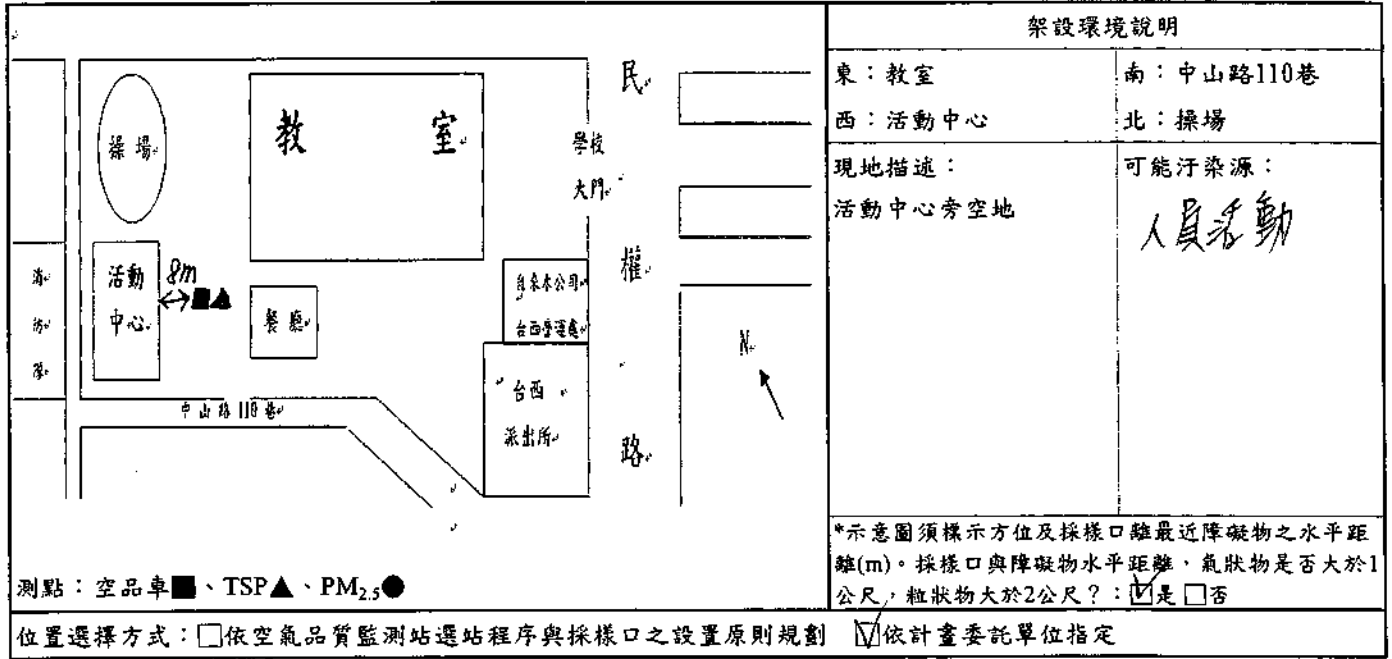 架設環境說明
東：教室
南：中山路110巷
西：活動中心
北：操場
現地描述：
活動中心旁空地
可能汙染源：
人員活動
*示意圖須標示方位及採樣口離最近障礙物之水平距
離(m)。採樣口與障礙物水平距離，氣狀物是否大於1
公尺，粒狀物大於2公尺？：☑是 □否
民
權
路
教 室
操場
學校
大門
活動
中心
8m
■▲
餐廳
自來水公司
台西營運處
台西
派出所
消
防
隊
中山路110巷
N
測點：空品車■、TSP▲、PM2.5●
位置選擇方式：□依空氣品質監測站選站程序與採樣口之設置原則規劃 ☑依計畫委託單位指定